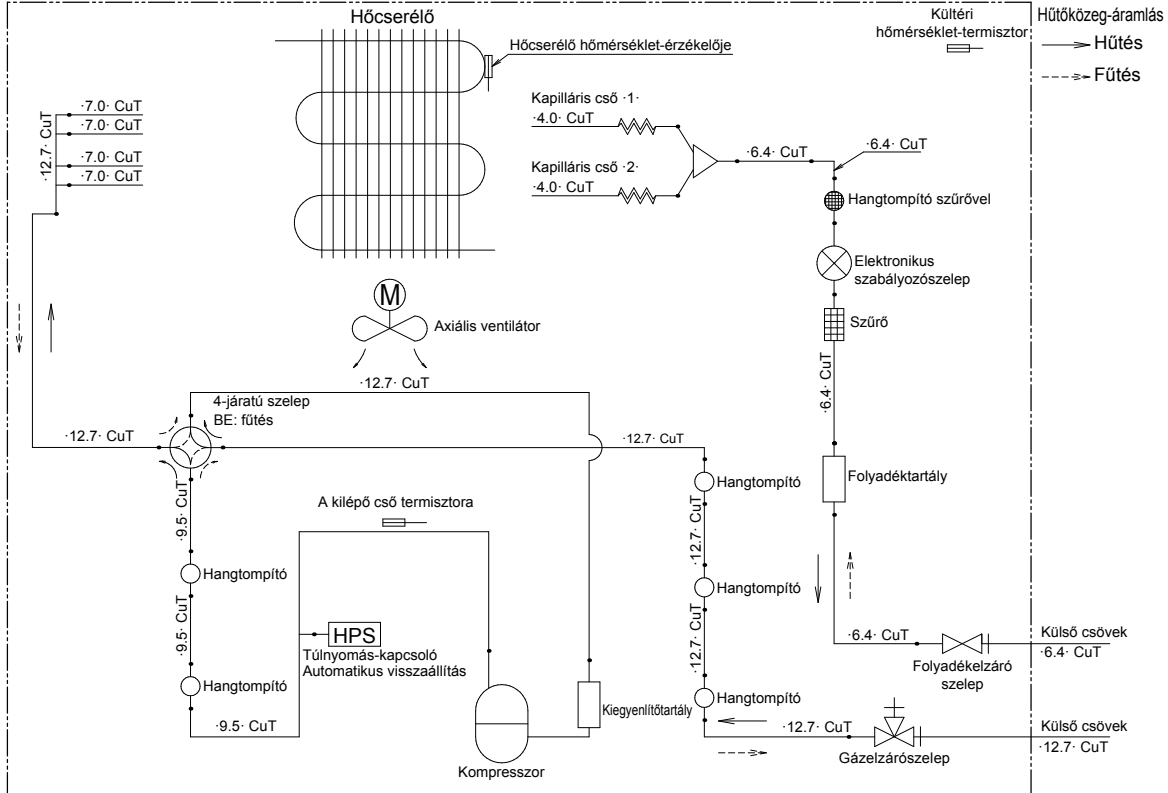 Hőcserélő
Kültéri
hőmérséklet-termisztor
Hűtőközeg-áramlás
Hűtés
Fűtés
Hőcserélő hőmérséklet-érzékelője
·7.0· CuT
·7.0· CuT
·7.0· CuT
·7.0· CuT
·12.7· CuT
Kapilláris cső ·1·
·4.0· CuT
Kapilláris cső ·2·
·4.0· CuT
·6.4· CuT
·6.4· CuT
Hangtompító szűrővel
Elektronikus
szabályozószelep
Szűrő
·6.4· CuT
M
Axiális ventilátor
·12.7· CuT
4-járatú szelep
BE: fűtés
·12.7· CuT
·12.7· CuT
Folyadéktartály
Hangtompító
·9.5· CuT
A kilépő cső termisztora
·12.7· CuT
Hangtompító
Hangtompító
·9.5· CuT
HPS
Túlnyomás-kapcsoló
Automatikus visszaállítás
·12.7· CuT
·6.4· CuT
Folyadékelzáró
szelep
Külső csövek
·6.4· CuT
Hangtompító
Hangtompító
·9.5· CuT
Kiegyenlítőtartály
Kompresszor
·12.7· CuT
Gázelzárószelep
Külső csövek
·12.7· CuT